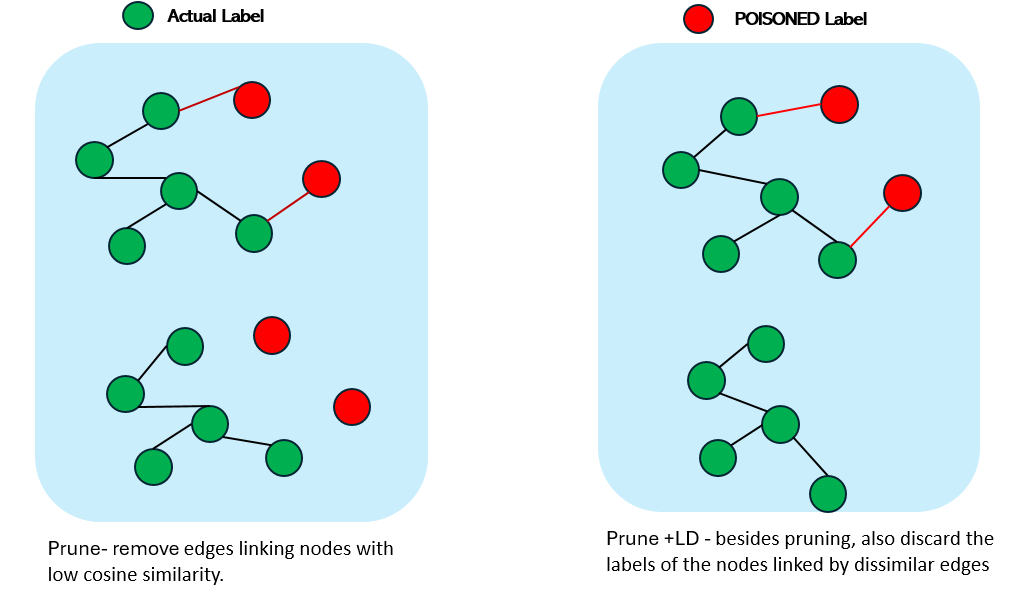 Actual Label
POISONED Label
Prune- remove edges linking nodes with
low cosine similarity.
Prune +LD - besides pruning, also discard the
labels of the nodes linked by dissimilar edges